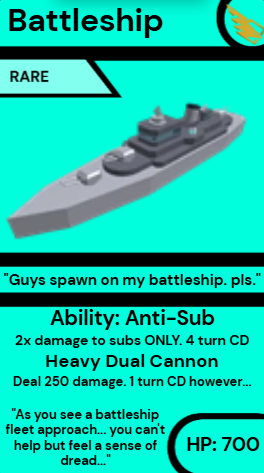 Battleship
RARE
"Guys spawn on my battleship. pls."
Ability: Anti-Sub
2x damage to subs ONLY. 4 turn CD
Heavy Dual Cannon
Deal 250 damage. 1 turn CD however...
"As you see a battleship
fleet approach... you can't
help but feel a sense of
dread..."
HP: 700